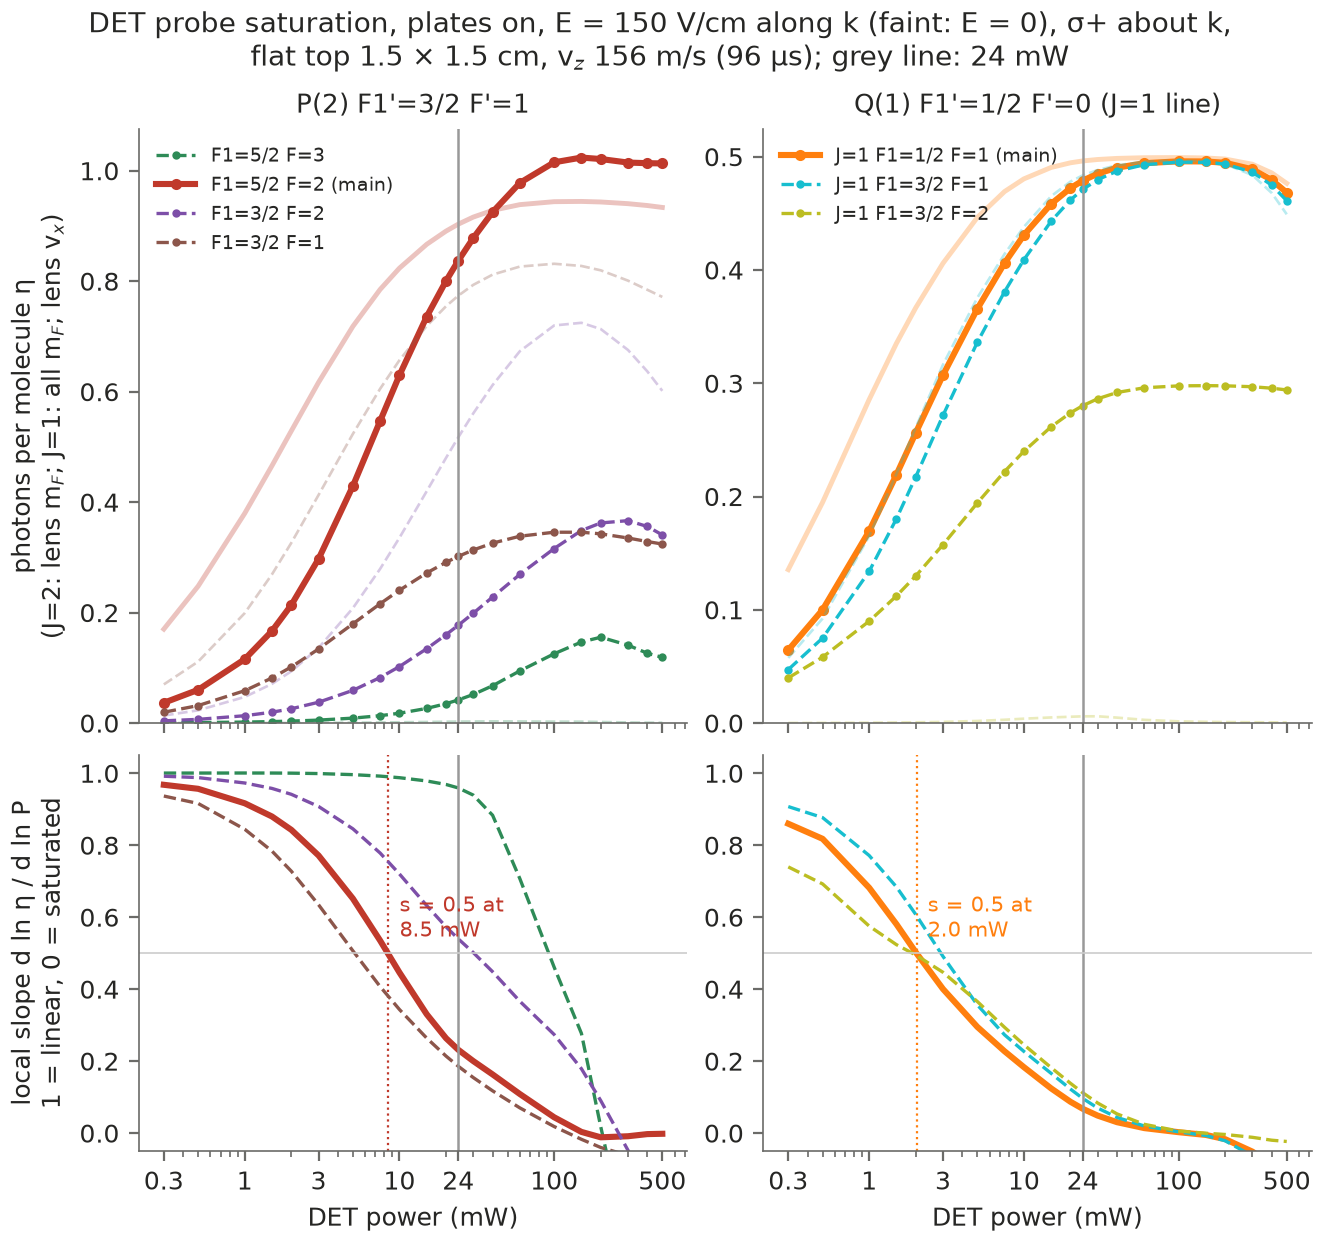 DET probe saturation, plates on, E = 150 V/cm along k (faint: E = 0), σ+ about k,
flat top 1.5 × 1.5 cm, v_z 156 m/s (96 μs); grey line: 24 mW
P(2) F1'=3/2 F'=1
photons per molecule η
(J=2: lens m_F; J=1: all m_F; lens v_x)
1.0
0.8
0.6
0.4
0.2
0.0
F1=5/2 F=3
F1=5/2 F=2 (main)
F1=3/2 F=2
F1=3/2 F=1
Q(1) F1'=1/2 F'=0 (J=1 line)
0.5
0.4
0.3
0.2
0.1
0.0
J=1 F1=1/2 F=1 (main)
J=1 F1=3/2 F=1
J=1 F1=3/2 F=2
local slope d ln η / d ln P
1 = linear, 0 = saturated
1.0
0.8
0.6
0.4
0.2
0.0
s = 0.5 at
8.5 mW
0.3 1 3 10 24 100 500
DET power (mW)
1.0
0.8
0.6
0.4
0.2
0.0
s = 0.5 at
2.0 mW
0.3 1 3 10 24 100 500
DET power (mW)